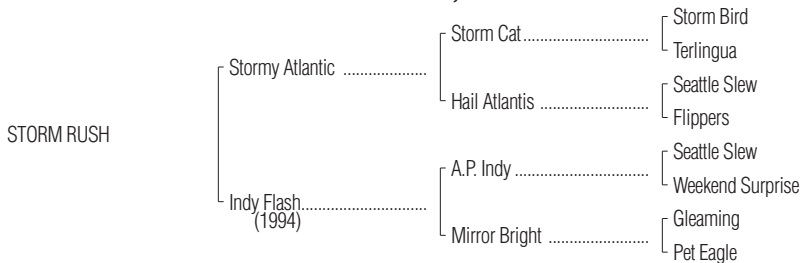 Storm Bird
Storm Cat..............................
Terlingua
Stormy Atlantic ....................
Seattle Slew
Hail Atlantis ..........................
Flippers
STORM RUSH
Seattle Slew
A.P. Indy ................................
Weekend Surprise
Indy Flash..............................
(1994)
Gleaming
Mirror Bright ........................
Pet Eagle